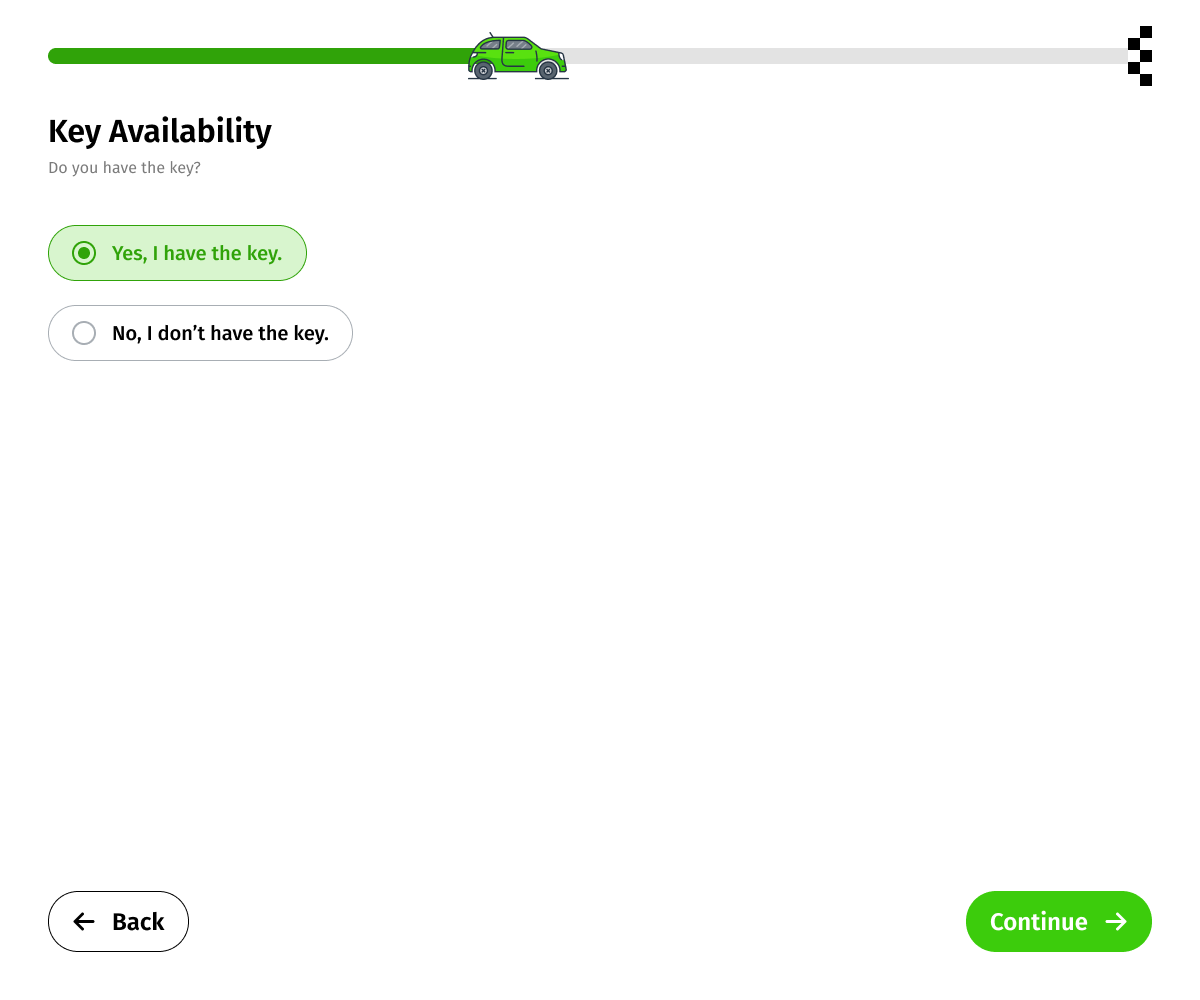 Key Availability
Do you have the key?
Yes, I have the key.
No, I don’t have the key.
Back
Continue